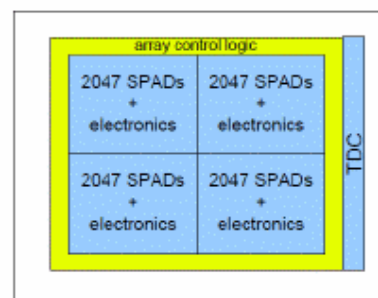 array control logic
2047 SPADs
+
electronics
2047 SPADs
+
electronics
2047 SPADs
+
electronics
2047 SPADs
+
electronics
TDC